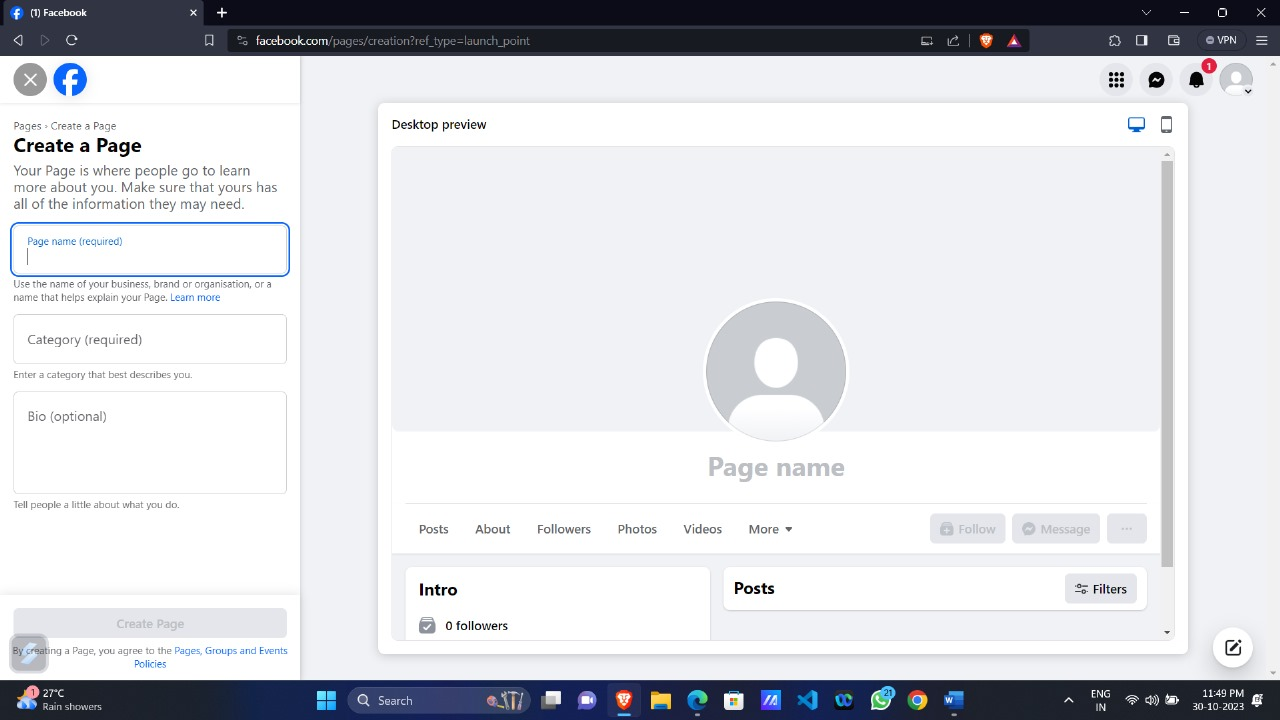 (1) Facebook
facebook.com/pages/creation?ref_type=launch_point
VPN
1
Pages › Create a Page
Create a Page
Your Page is where people go to learn
more about you. Make sure that yours has
all of the information they may need.
Page name (required)
Use the name of your business, brand or organisation, or a
name that helps explain your Page. Learn more
Category (required)
Enter a category that best describes you.
Bio (optional)
Tell people a little about what you do.
Create Page
By creating a Page, you agree to the Pages, Groups and Events
Policies
Desktop preview
Page name
Posts About Followers Photos Videos More
Follow Message
Intro
0 followers
Posts
Filters
1
27°C
Rain showers
Search
21
ENG
IN
11:49 PM
30-10-2023